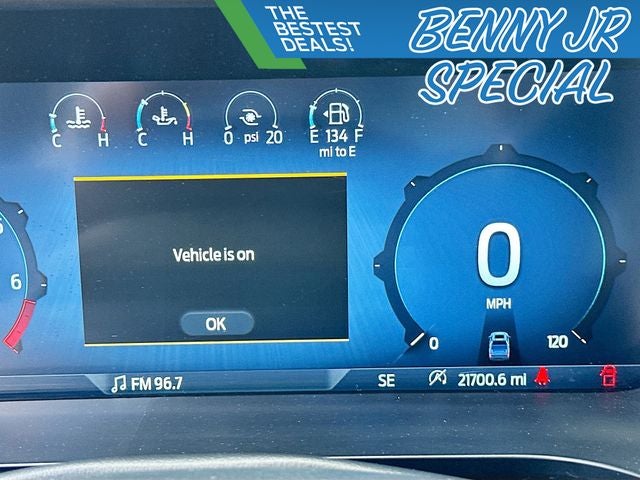 THE
BESTEST
DEALS!
BENNY JR
SPECIAL
C H
C H
0 psi 20
E 134 F
mi to E
Vehicle is on
OK
6
0
MPH
0
120
FM 96.7
SE
21700.6 mi